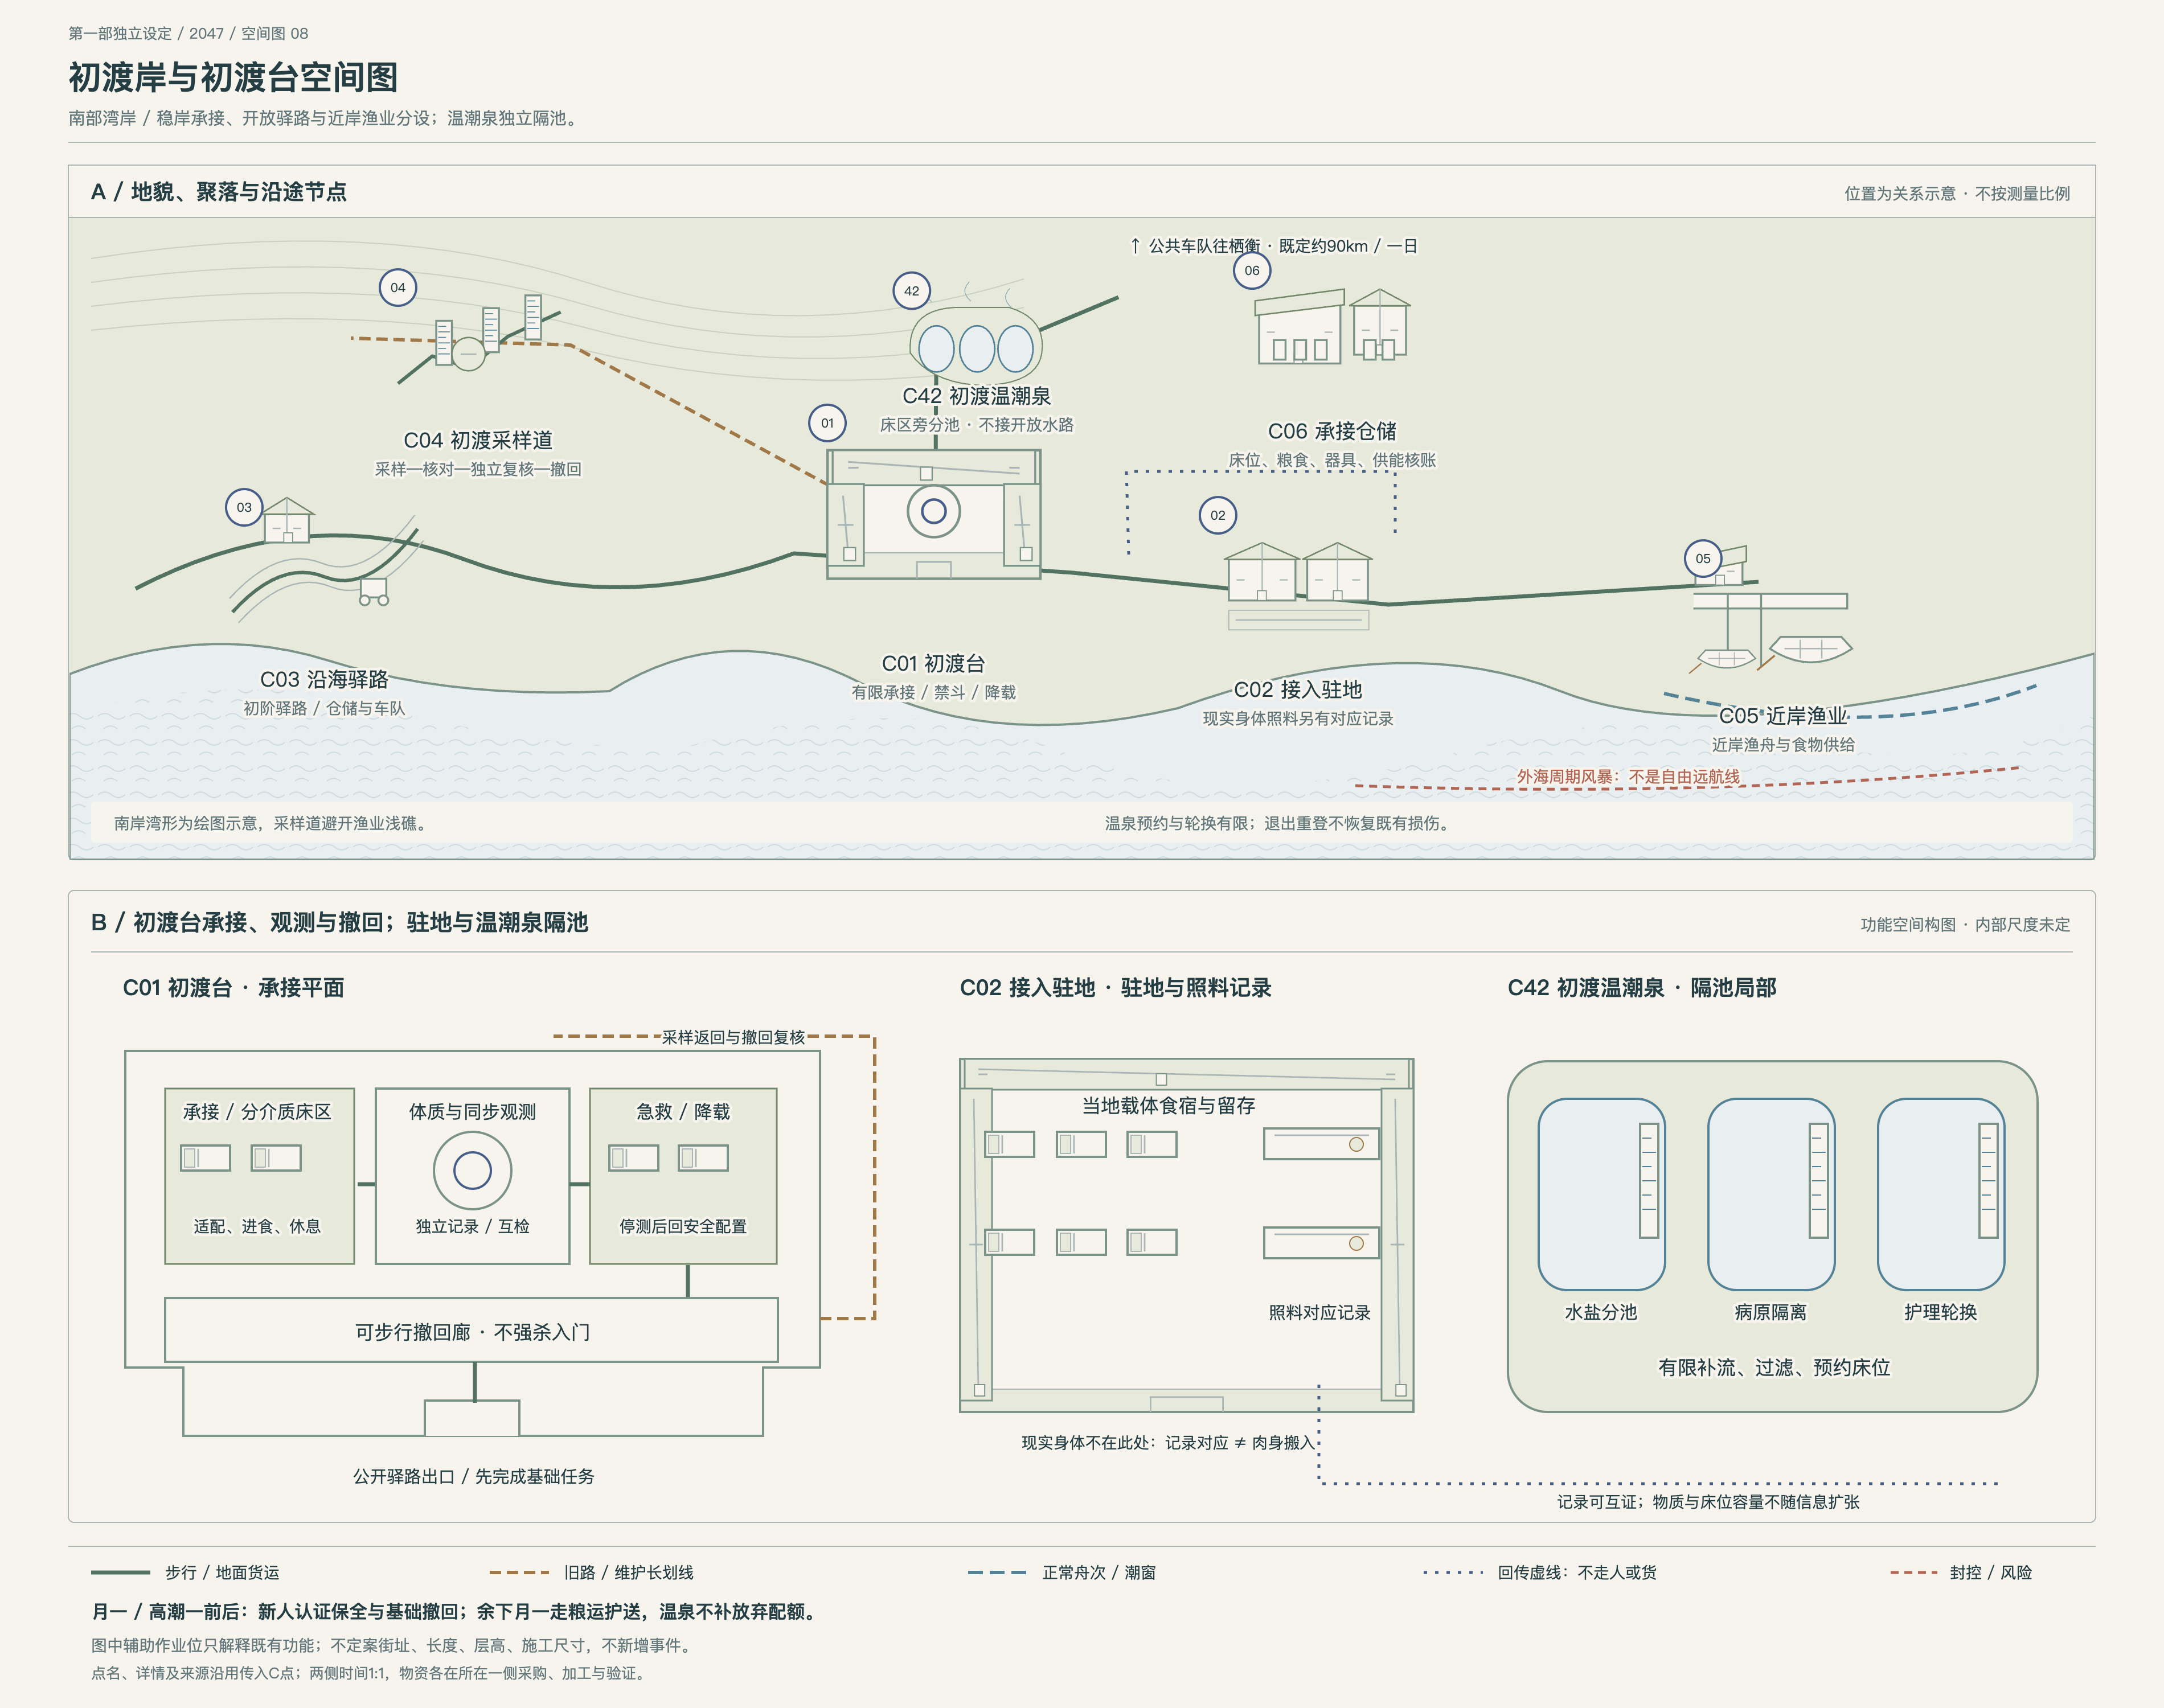 第一部独立设定 / 2047 / 空间图 08
初渡岸与初渡台空间图
南部湾岸 / 稳岸承接、开放驿路与近岸渔业分设；温潮泉独立隔池。
A / 地貌、聚落与沿途节点
位置为关系示意 · 不按测量比例
↑ 公共车队往栖衡 · 既定约90km / 一日
06
04
42
C42 初渡温潮泉
床区旁分池 · 不接开放水路
01
C04 初渡采样道
采样—核对—独立复核—撤回
C06 承接仓储
床位、粮食、器具、供能核账
03
02
05
C01 初渡台
有限承接 / 禁斗 / 降载
C03 沿海驿路
初阶驿路 / 仓储与车队
C02 接入驻地
现实身体照料另有对应记录
C05 近岸渔业
近岸渔舟与食物供给
外海周期风暴：不是自由远航线
南岸湾形为绘图示意，采样道避开渔业浅礁。
温泉预约与轮换有限；退出重登不恢复既有损伤。
B / 初渡台承接、观测与撤回；驻地与温潮泉隔池
功能空间构图 · 内部尺度未定
C01 初渡台 · 承接平面
C02 接入驻地 · 驻地与照料记录
C42 初渡温潮泉 · 隔池局部
采样返回与撤回复核
承接 / 分介质床区
体质与同步观测
急救 / 降载
适配、进食、休息
独立记录 / 互检
停测后回安全配置
可步行撤回廊 · 不强杀入门
公开驿路出口 / 先完成基础任务
当地载体食宿与留存
照料对应记录
现实身体不在此处：记录对应 ≠ 肉身搬入
水盐分池
病原隔离
护理轮换
有限补流、过滤、预约床位
记录可互证；物质与床位容量不随信息扩张
步行 / 地面货运
旧路 / 维护长划线
正常舟次 / 潮窗
回传虚线：不走人或货
封控 / 风险
月一 / 高潮一前后：新人认证保全与基础撤回；余下月一走粮运护送，温泉不补放弃配额。
图中辅助作业位只解释既有功能；不定案街址、长度、层高、施工尺寸，不新增事件。
点名、详情及来源沿用传入C点；两侧时间1:1，物资各在所在一侧采购、加工与验证。